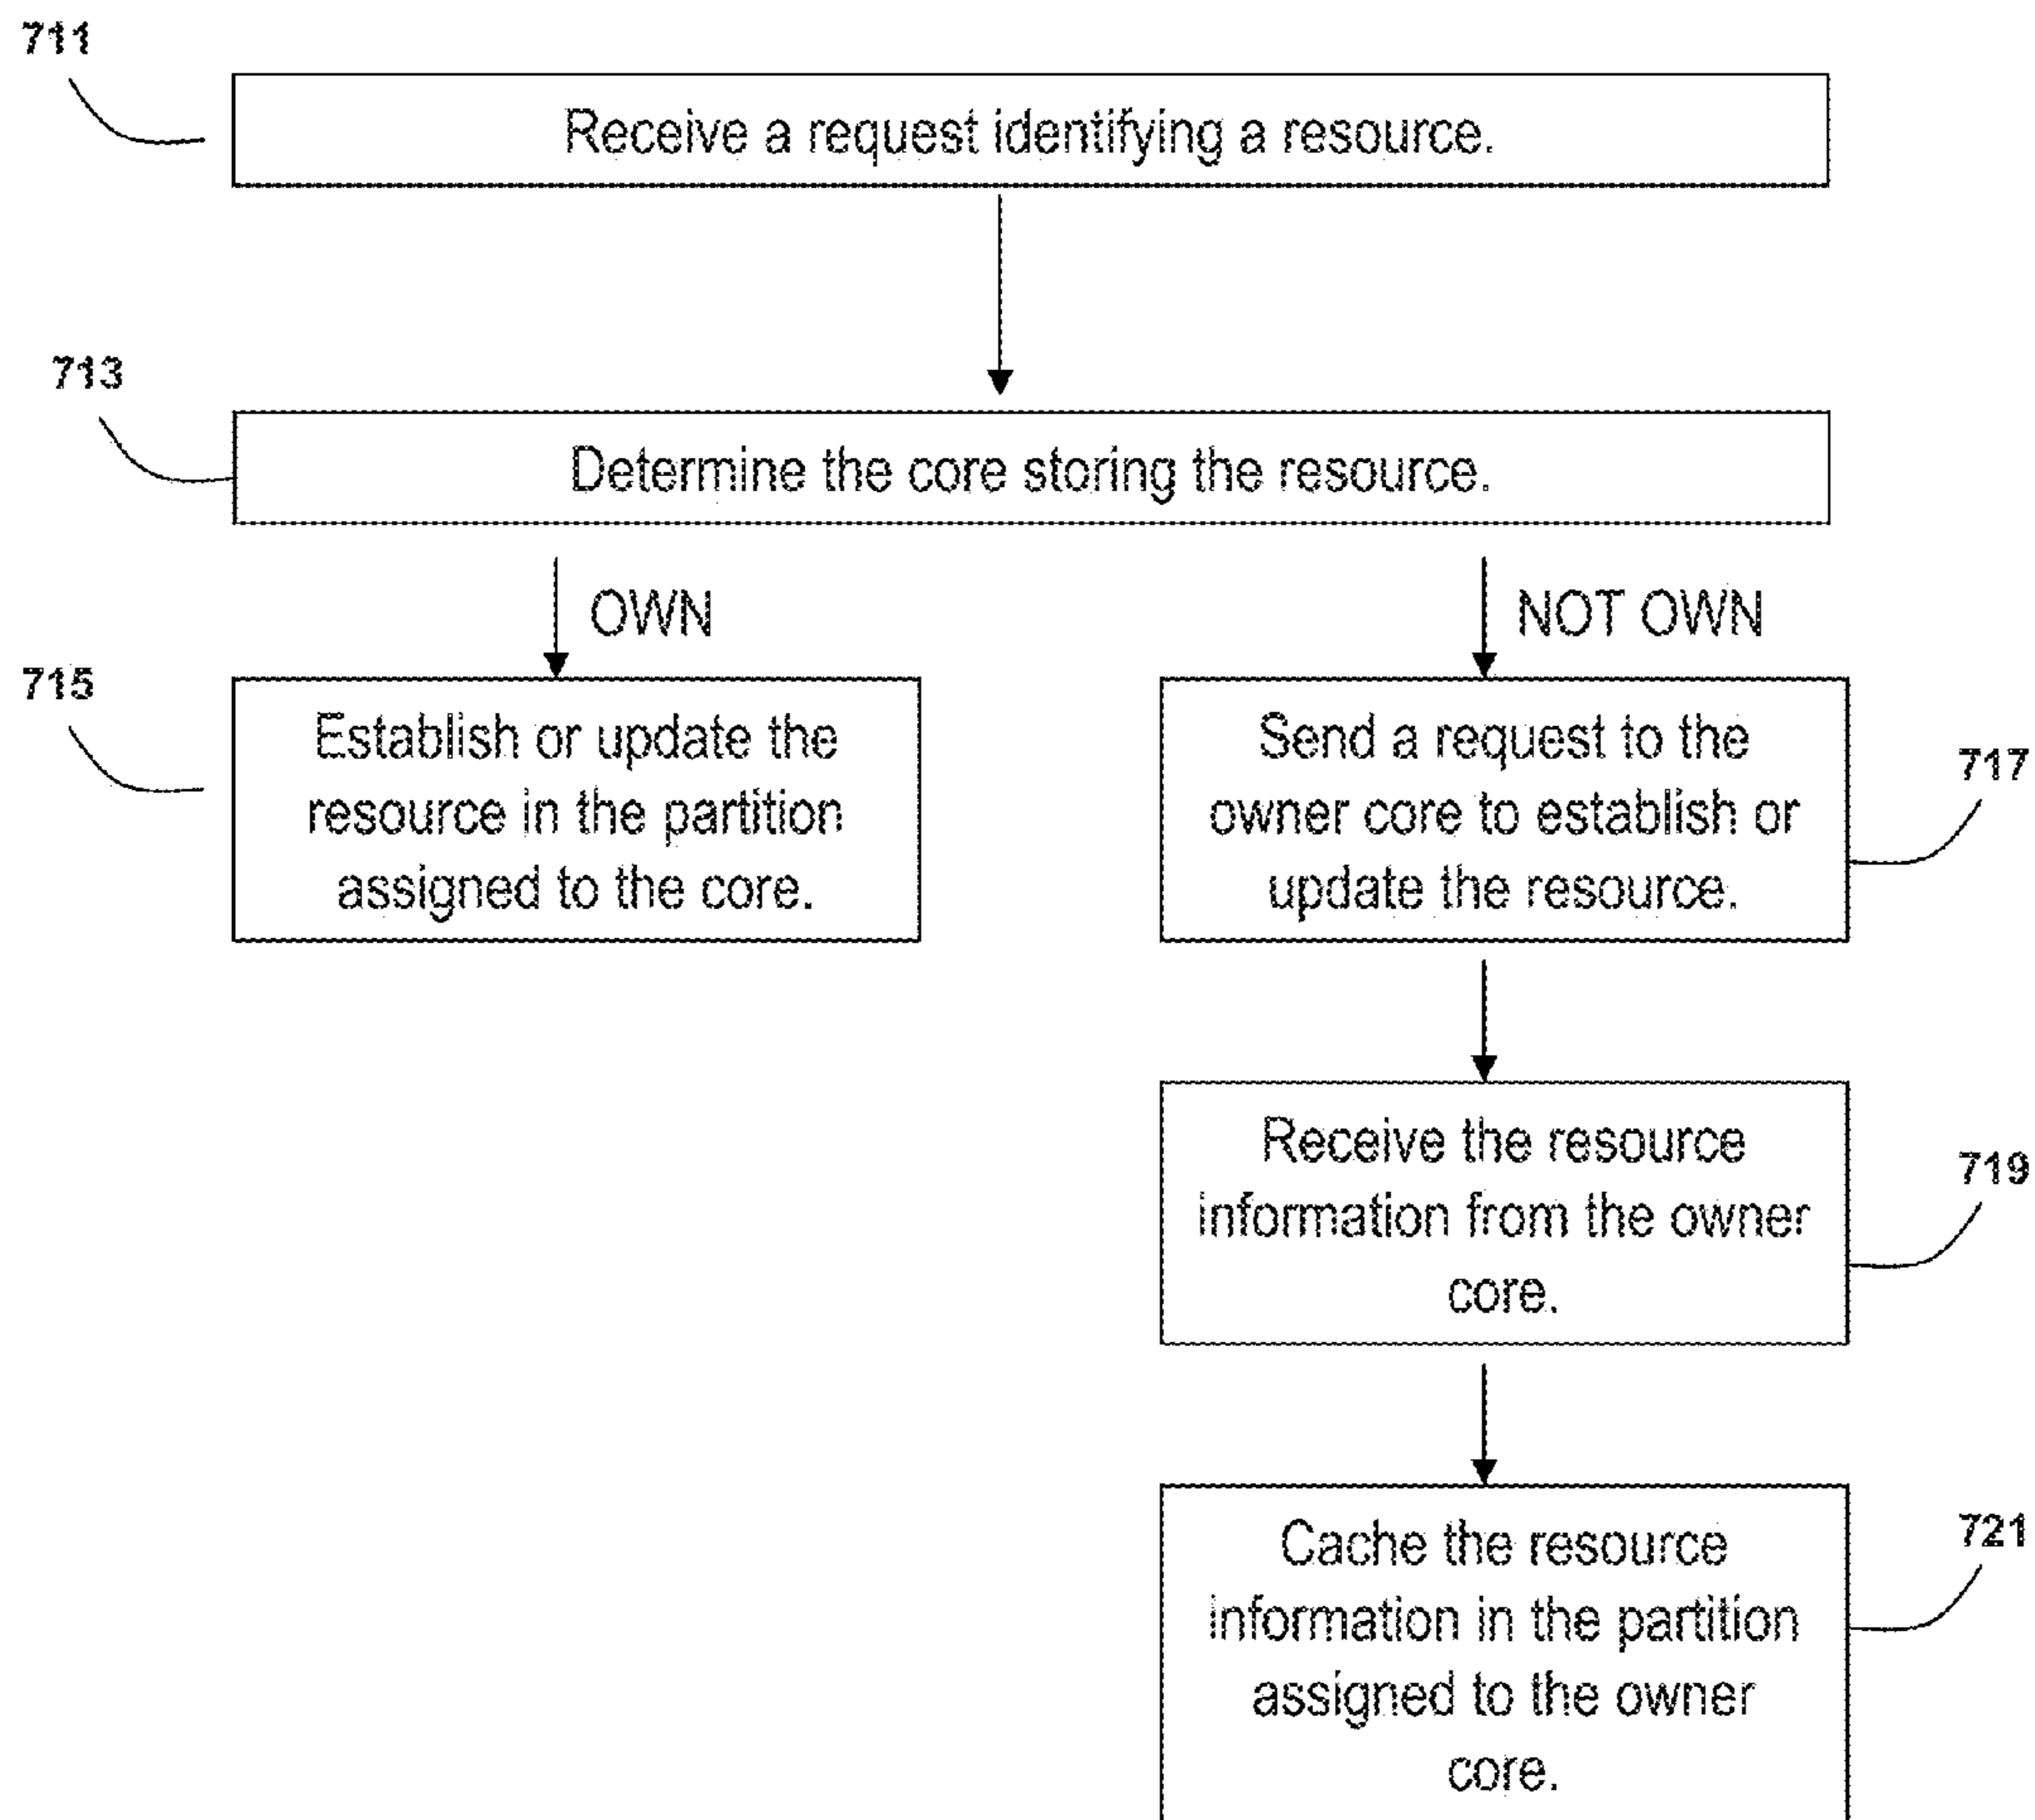 711
Receive a request identifying a resource.
713
Determine the core storing the resource.
OWN
NOT OWN
715
Establish or update the
resource in the partition
assigned to the core.
Send a request to the
owner core to establish or
update the resource.
717
Receive the resource
information from the owner
core.
719
Cache the resource
information in the partition
assigned to the owner
core.
721